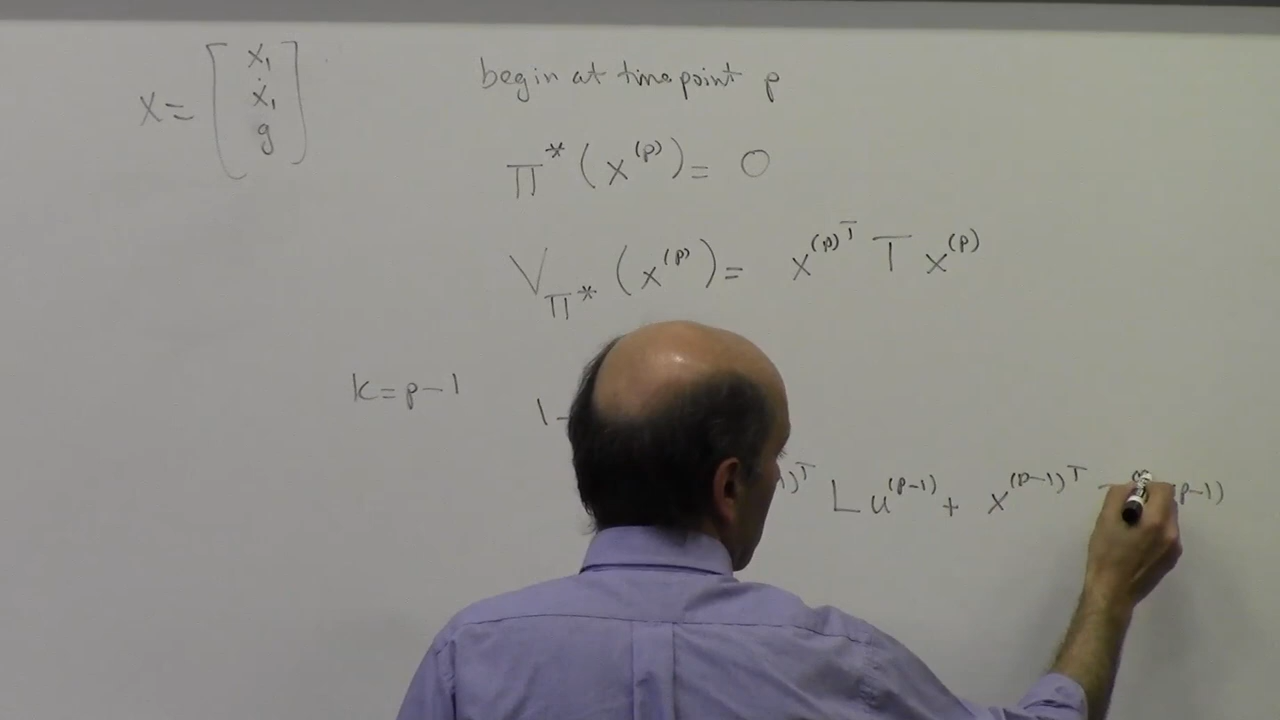 x = [ x₁
ẋ₁
g ]
begin at time point p
π* ( x^(p) ) = 0
V_π* ( x^(p) ) = x^(p)^T T x^(p)
k = p − 1
L u^(p−1) + x^(p−1)^T